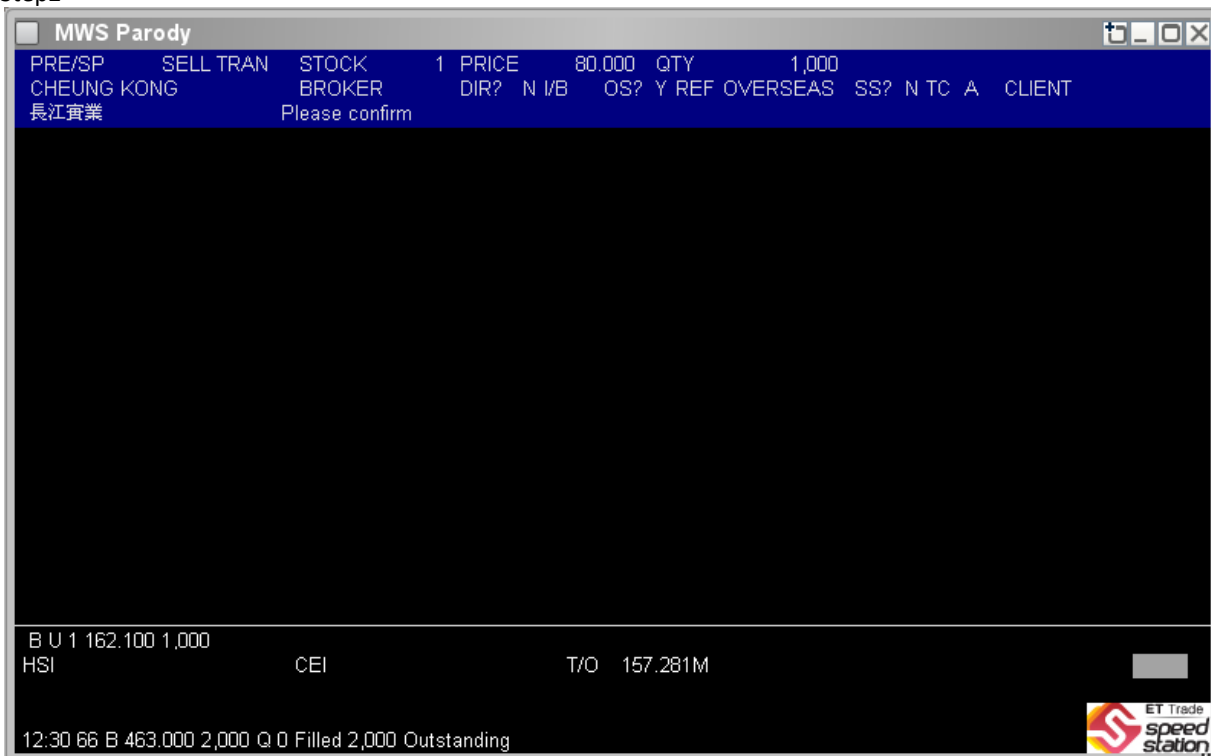 step2
MWS Parody
PRE/SP SELL TRAN STOCK 1 PRICE 80.000 QTY 1,000
CHEUNG KONG BROKER DIR? N I/B OS? Y REF OVERSEAS SS? N TC A CLIENT
長江實業 Please confirm
B U 1 162.100 1,000
HSI CEI T/O 157.281M
ET Trade
speed
station
12:30 66 B 463.000 2,000 Q 0 Filled 2,000 Outstanding